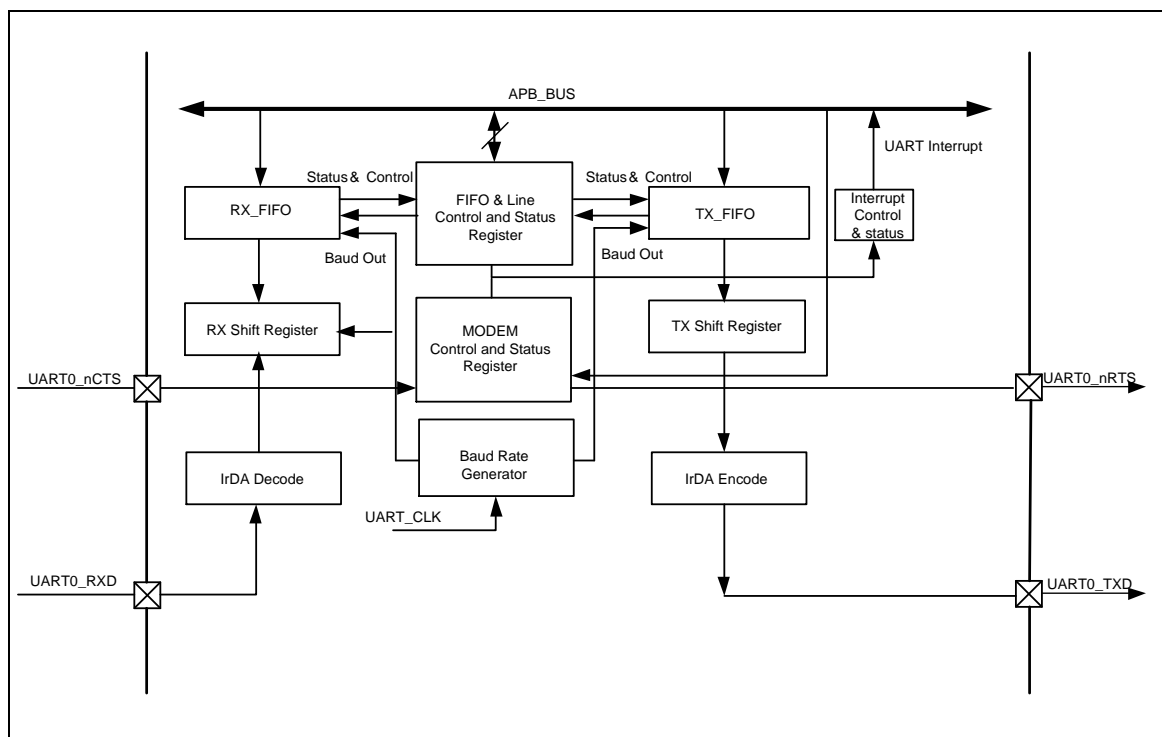 APB_BUS
UART Interrupt
Status & Control
FIFO & Line
Control and Status
Register
Status & Control
RX_FIFO
TX_FIFO
Interrupt
Control
& status
Baud Out
Baud Out
RX Shift Register
MODEM
Control and Status
Register
TX Shift Register
UART0_nCTS
UART0_nRTS
IrDA Decode
Baud Rate
Generator
IrDA Encode
UART_CLK
UART0_RXD
UART0_TXD